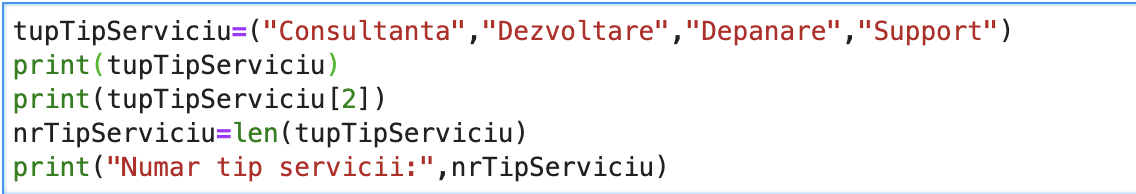 tupTipServiciu=("Consultanta","Dezvoltare","Depanare","Support")
print(tupTipServiciu)
print(tupTipServiciu[2])
nrTipServiciu=len(tupTipServiciu)
print("Numar tip servicii:",nrTipServiciu)